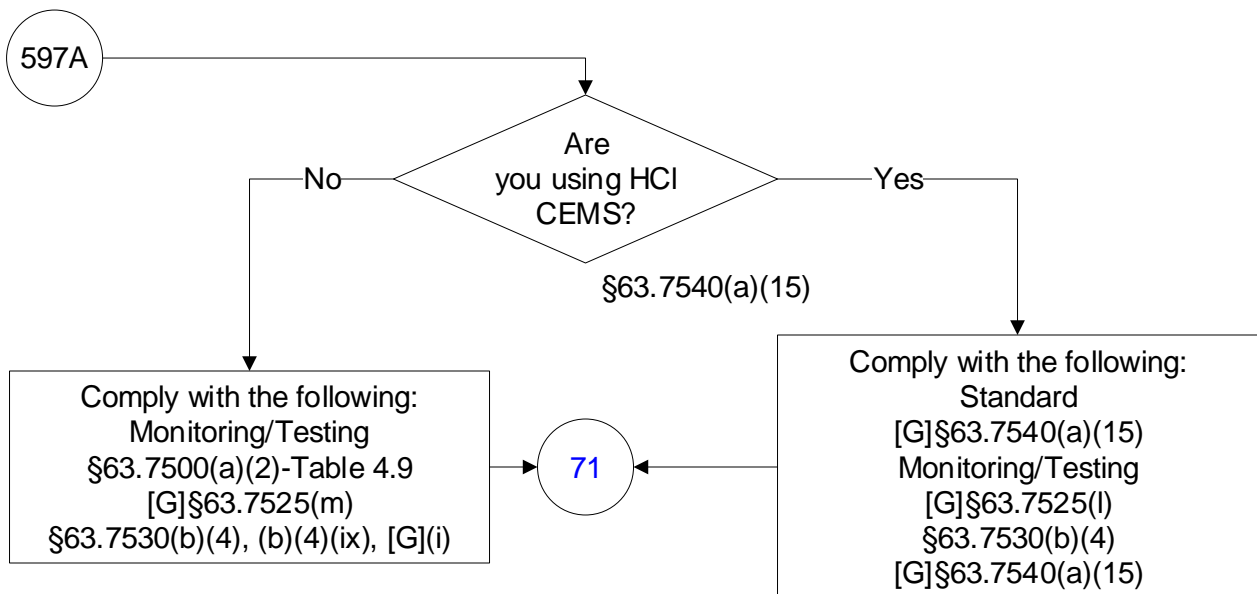 597A
Are
you using HCl
CEMS?
No
Yes
§63.7540(a)(15)
Comply with the following:
Monitoring/Testing
§63.7500(a)(2)-Table 4.9
[G]§63.7525(m)
§63.7530(b)(4), (b)(4)(ix), [G](i)
71
Comply with the following:
Standard
[G]§63.7540(a)(15)
Monitoring/Testing
[G]§63.7525(l)
§63.7530(b)(4)
[G]§63.7540(a)(15)